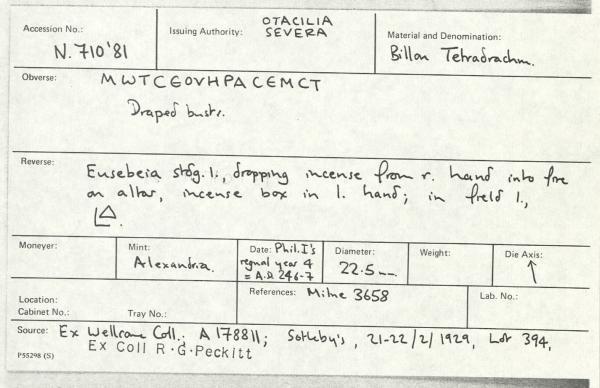 Accession No.:
N.710'81
Issuing Authority: OTACILIA
SEVERA
Material and Denomination:
Billon Tetradrachm.
Obverse: MWTCEOVHPACEMCT
Draped bust r.
Reverse: Eusebeia stdg. l., dropping incense from r. hand into fire
on altar, incense box in l. hand; in field l.,
LΔ.
Moneyer:
Mint:
Alexandria.
Date: Phil.I's
regnal year 4
= A.D. 246-7
Diameter:
22.5 mm.
Weight:
Die Axis:
↑
Location:
Cabinet No.: Tray No.:
References: Milne 3658
Lab. No.:
Source: Ex Wellcome Coll.; A178811; Sotheby's, 21-22/2/1929, Lot 394,
Ex Coll R.G.Peckitt
P55298 (S)